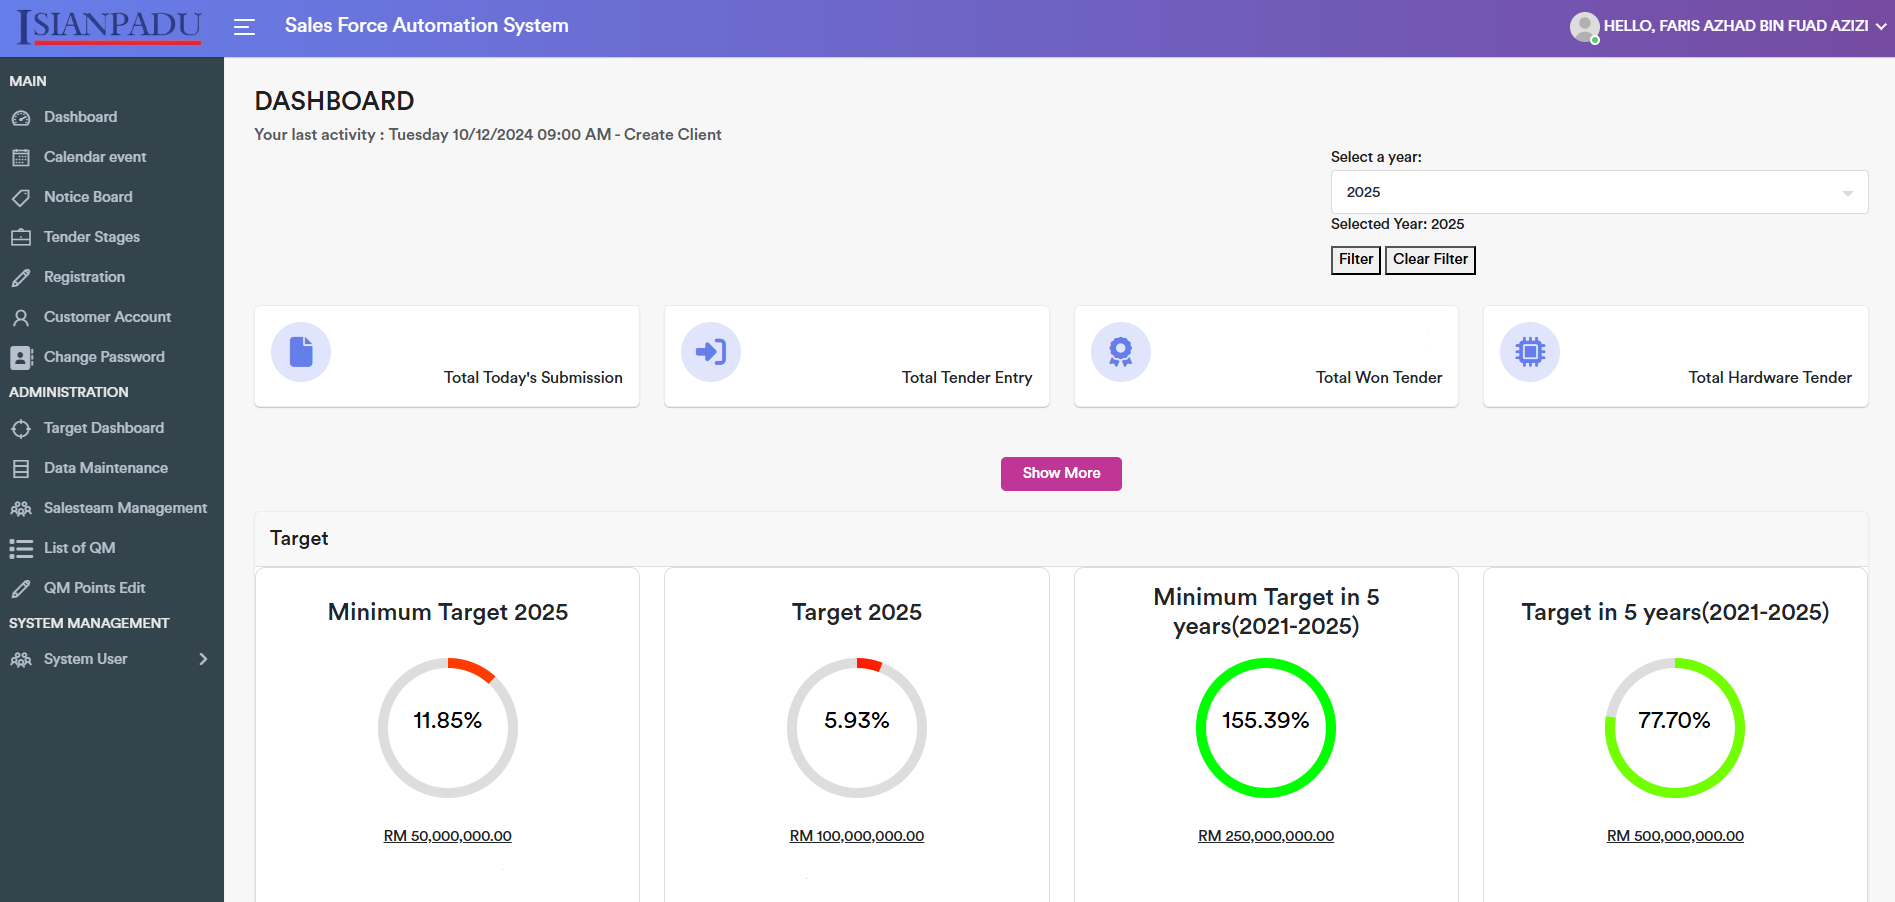 ISIANPADU
Sales Force Automation System
HELLO, FARIS AZHAD BIN FUAD AZIZI
MAIN
Dashboard
Calendar event
Notice Board
Tender Stages
Registration
Customer Account
Change Password
ADMINISTRATION
Target Dashboard
Data Maintenance
Salesteam Management
List of QM
QM Points Edit
SYSTEM MANAGEMENT
System User
DASHBOARD
Your last activity : Tuesday 10/12/2024 09:00 AM - Create Client
Select a year:
2025
Selected Year: 2025
Filter
Clear Filter
Total Today's Submission
Total Tender Entry
Total Won Tender
Total Hardware Tender
Show More
Target
Minimum Target 2025
11.85%
RM 50,000,000.00
Target 2025
5.93%
RM 100,000,000.00
Minimum Target in 5
years(2021-2025)
155.39%
RM 250,000,000.00
Target in 5 years(2021-2025)
77.70%
RM 500,000,000.00